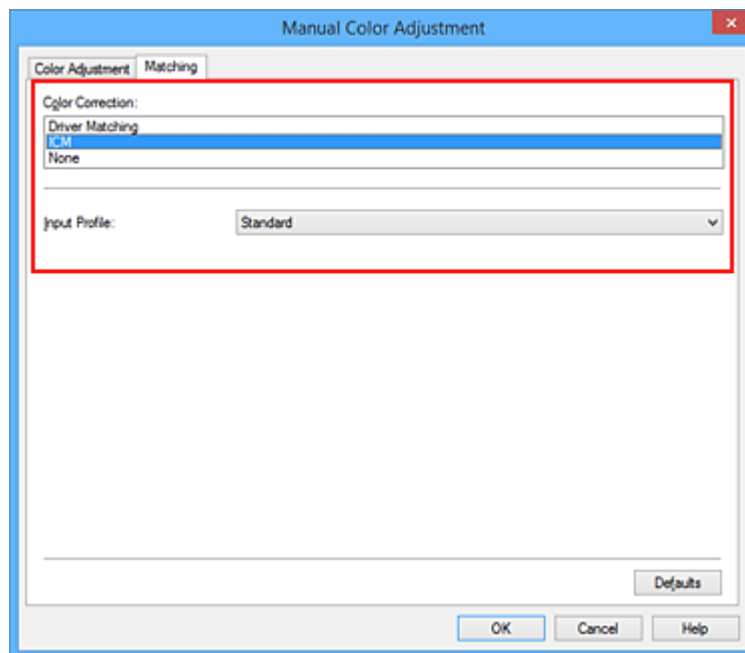 Manual Color Adjustment
Color Adjustment Matching
Color Correction:
Driver Matching
ICM
None
Input Profile: Standard
Defaults
OK Cancel Help